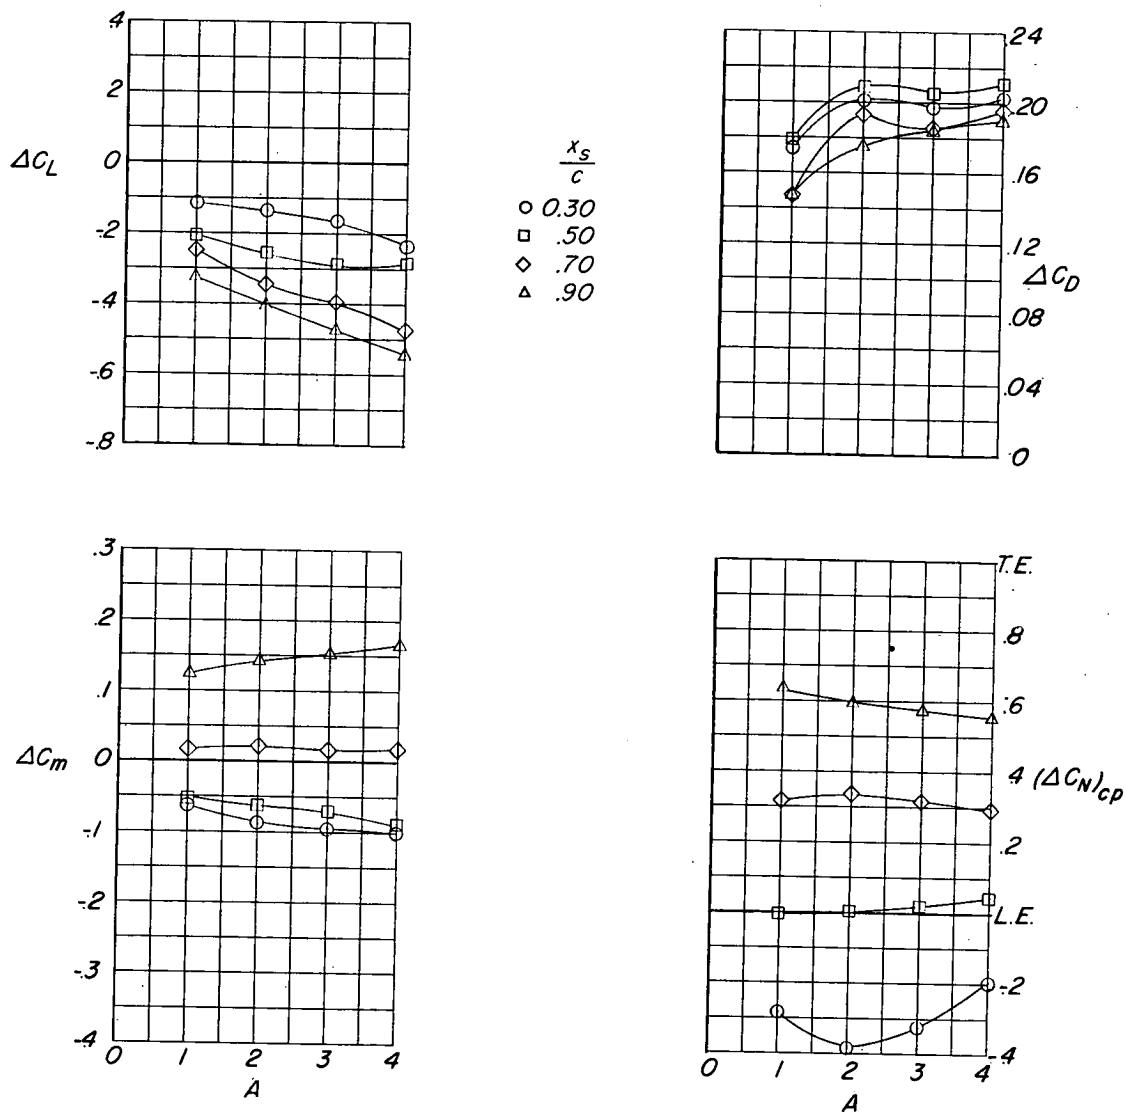 .4
.2
0
-.2
-.4
-.6
-.8
ΔC_L
x_s/c
○ 0.30
□ .50
◇ .70
△ .90
.24
.20
.16
.12
.08
.04
0
ΔC_D
.3
.2
.1
0
-.1
-.2
-.3
-.4
ΔC_m
0 1 2 3 4
A
T.E.
.8
.6
.4
.2
L.E.
-.2
-.4
(ΔC_N)_cp
0 1 2 3 4
A